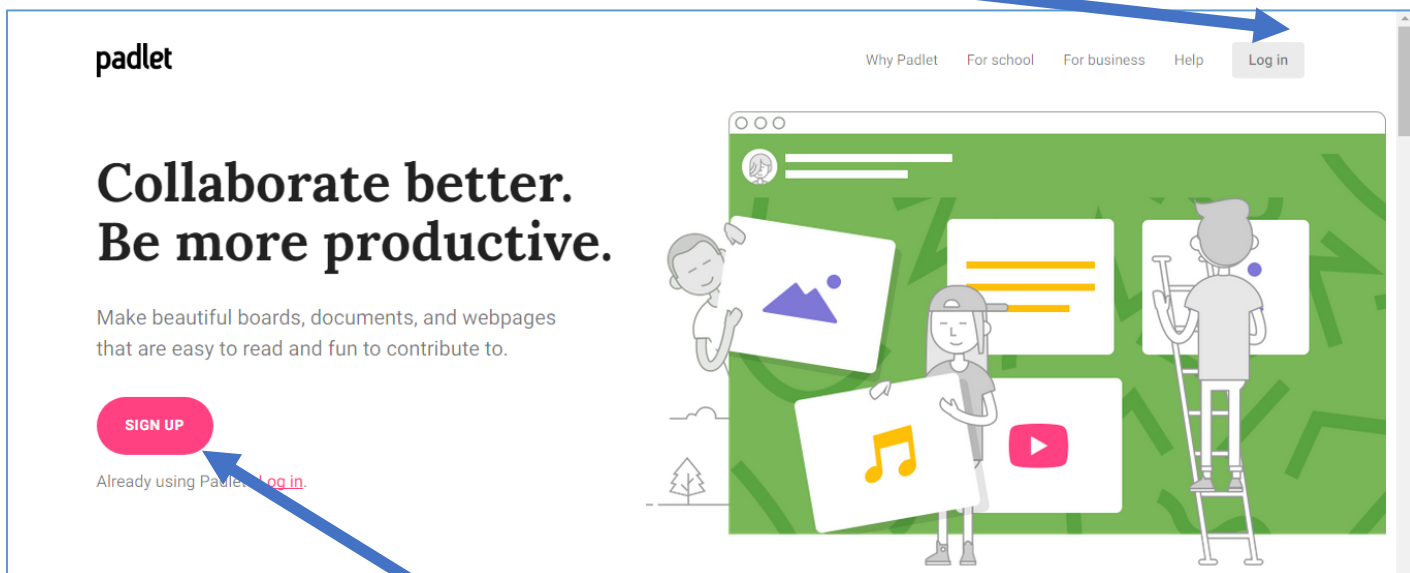 padlet
Why Padlet For school For business Help Log in
Collaborate better.
Be more productive.
Make beautiful boards, documents, and webpages
that are easy to read and fun to contribute to.
SIGN UP
Already using Padlet og in.